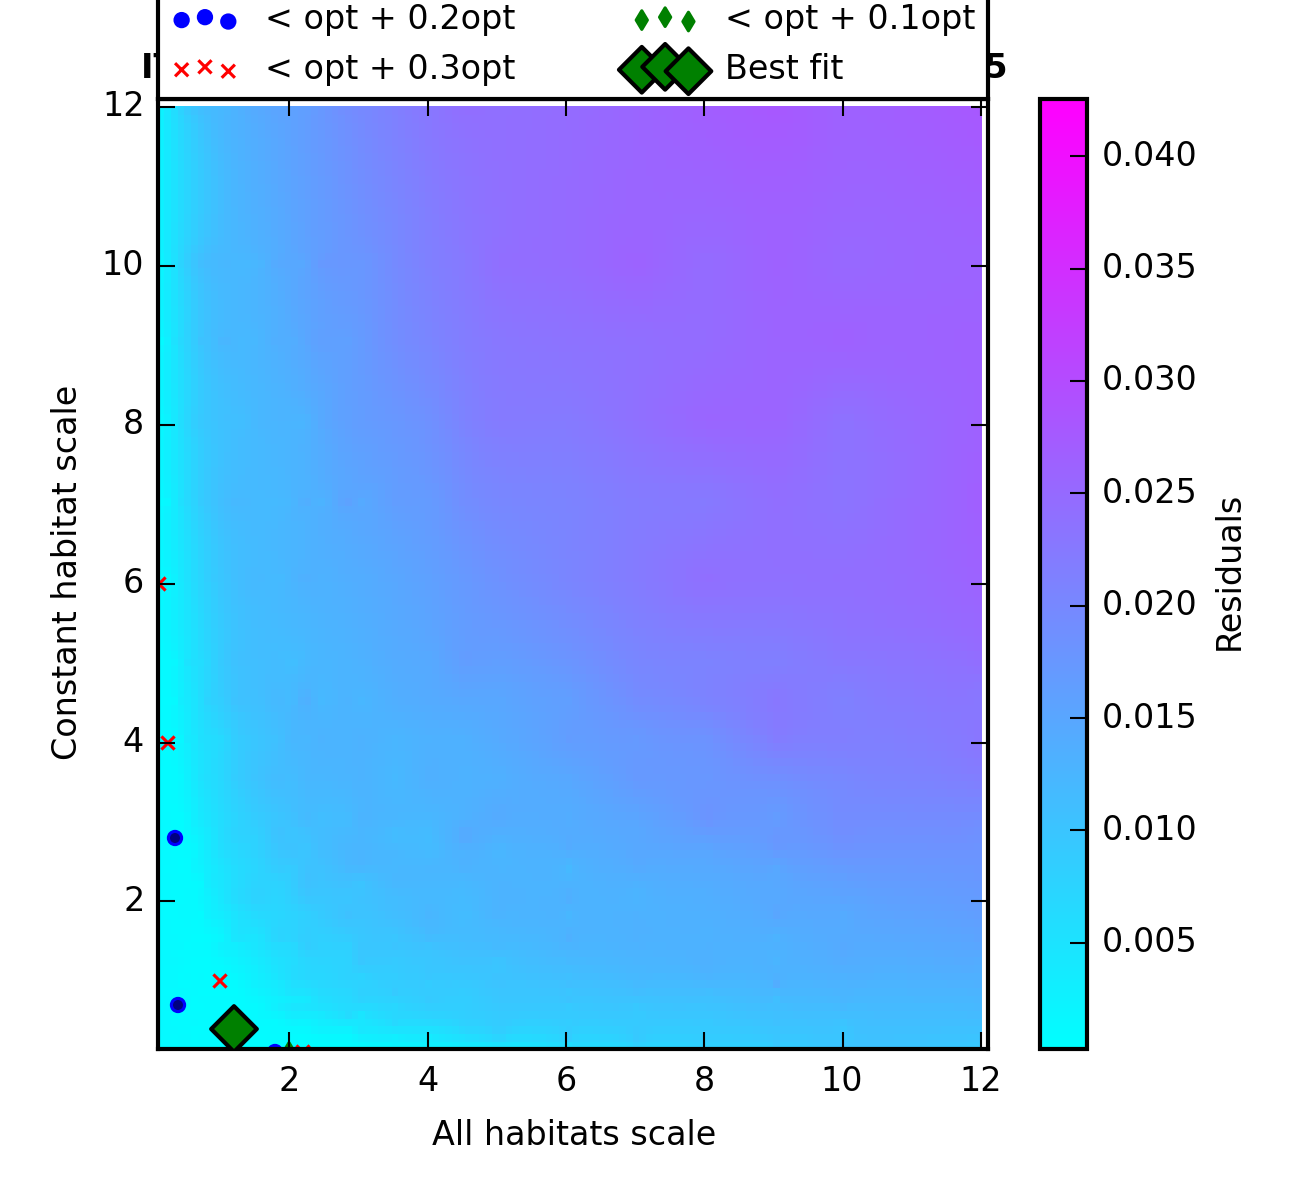 < opt + 0.2opt < opt + 0.1opt
< opt + 0.3opt Best fit
5
12
10
8
6
4
2
2 4 6 8 10 12
All habitats scale
Constant habitat scale
0.040
0.035
0.030
0.025
0.020
0.015
0.010
0.005
Residuals